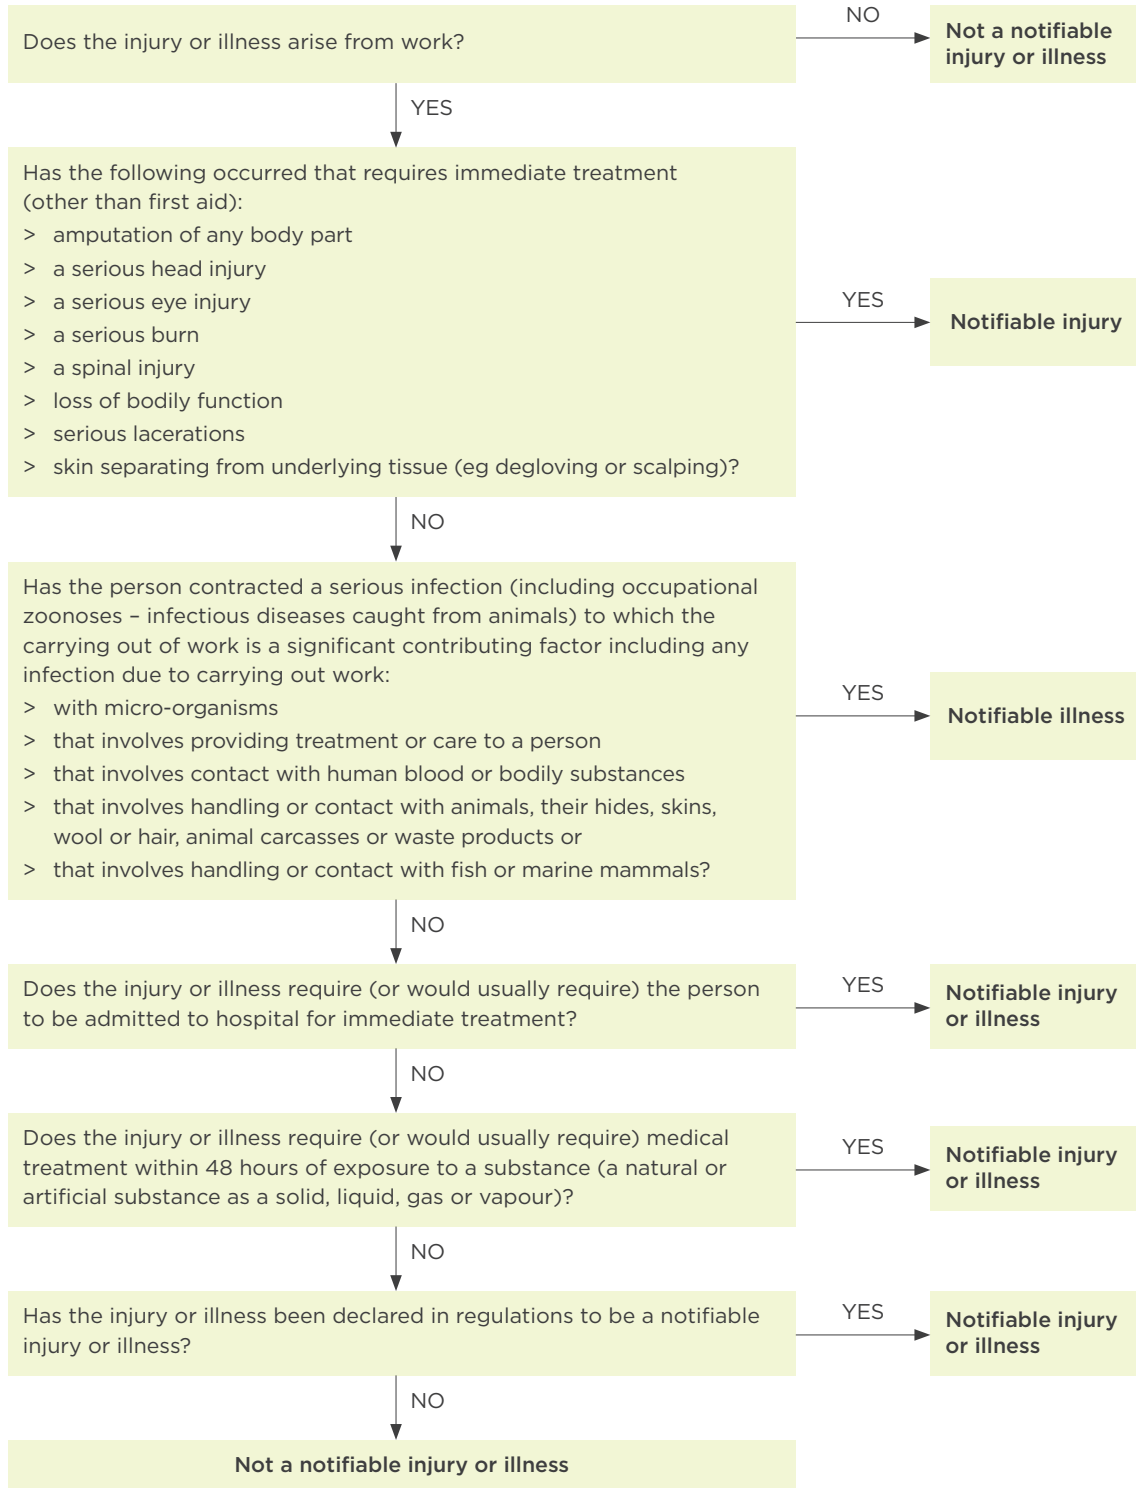 Does the injury or illness arise from work?
NO
Not a notifiable
injury or illness
YES
Has the following occurred that requires immediate treatment
(other than first aid):
> amputation of any body part
> a serious head injury
> a serious eye injury
> a serious burn
> a spinal injury
> loss of bodily function
> serious lacerations
> skin separating from underlying tissue (eg degloving or scalping)?
YES
Notifiable injury
NO
Has the person contracted a serious infection (including occupational
zoonoses – infectious diseases caught from animals) to which the
carrying out of work is a significant contributing factor including any
infection due to carrying out work:
> with micro-organisms
> that involves providing treatment or care to a person
> that involves contact with human blood or bodily substances
> that involves handling or contact with animals, their hides, skins,
wool or hair, animal carcasses or waste products or
> that involves handling or contact with fish or marine mammals?
YES
Notifiable illness
NO
Does the injury or illness require (or would usually require) the person
to be admitted to hospital for immediate treatment?
YES
Notifiable injury
or illness
NO
Does the injury or illness require (or would usually require) medical
treatment within 48 hours of exposure to a substance (a natural or
artificial substance as a solid, liquid, gas or vapour)?
YES
Notifiable injury
or illness
NO
Has the injury or illness been declared in regulations to be a notifiable
injury or illness?
YES
Notifiable injury
or illness
NO
Not a notifiable injury or illness